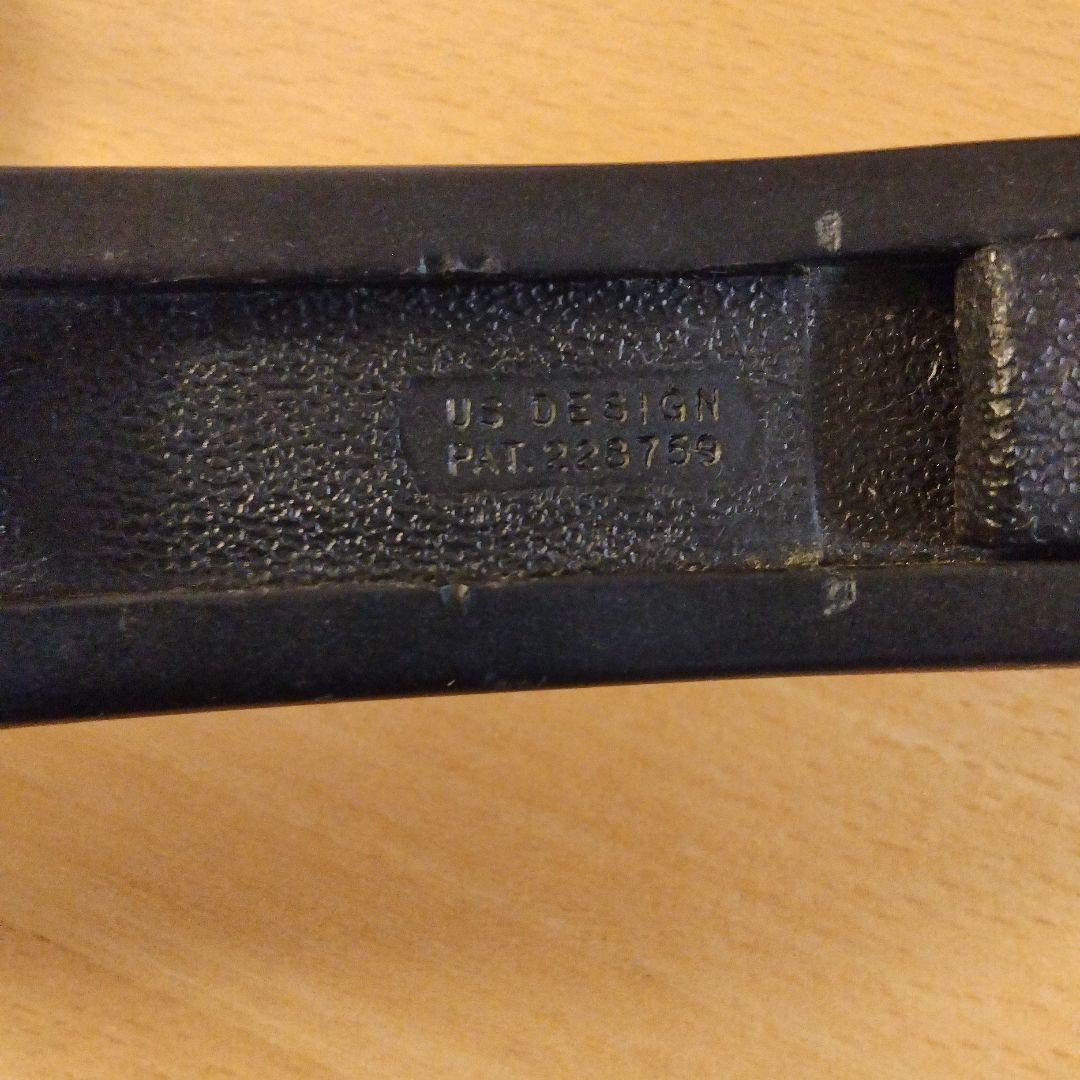 US DESIGN
PAT. 228759